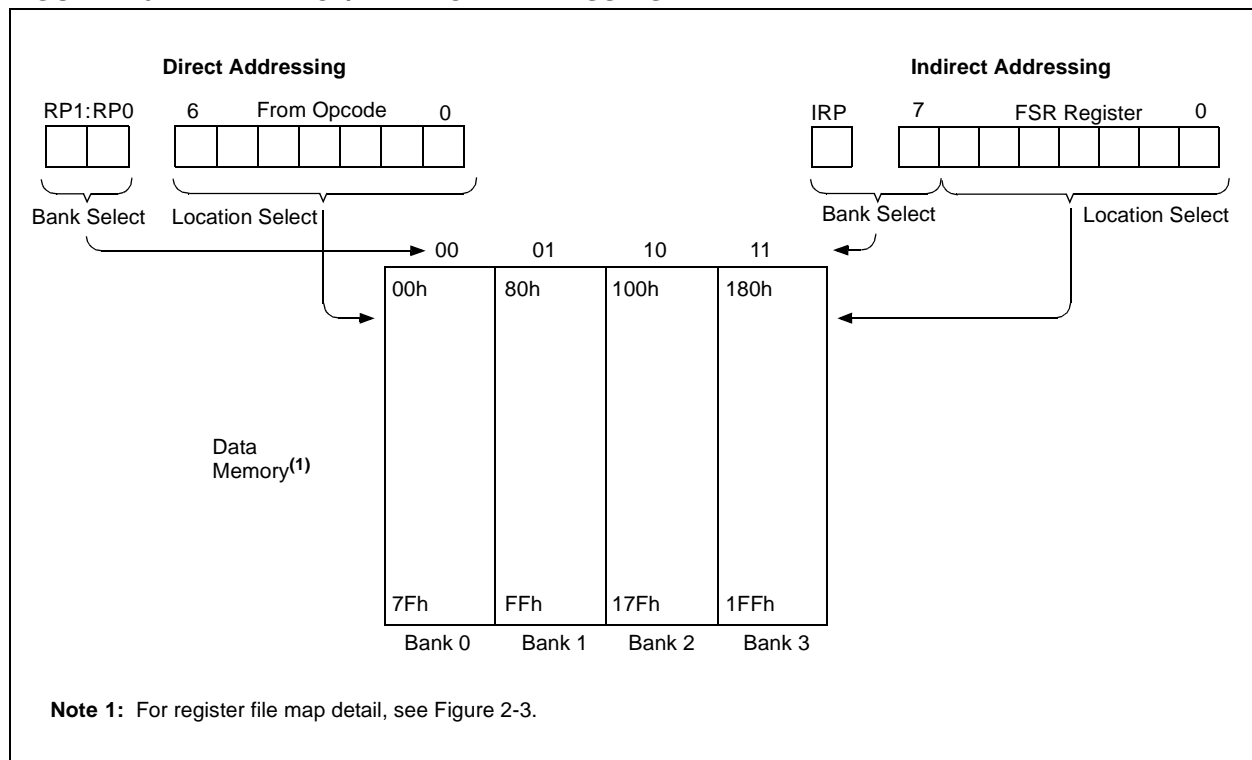 Direct Addressing
Indirect Addressing
RP1:RP0 6 From Opcode 0
IRP 7 FSR Register 0
Bank Select Location Select
Bank Select Location Select
00 01 10 11
00h 80h 100h 180h
Data
Memory(1)
7Fh FFh 17Fh 1FFh
Bank 0 Bank 1 Bank 2 Bank 3
Note 1: For register file map detail, see Figure 2-3.